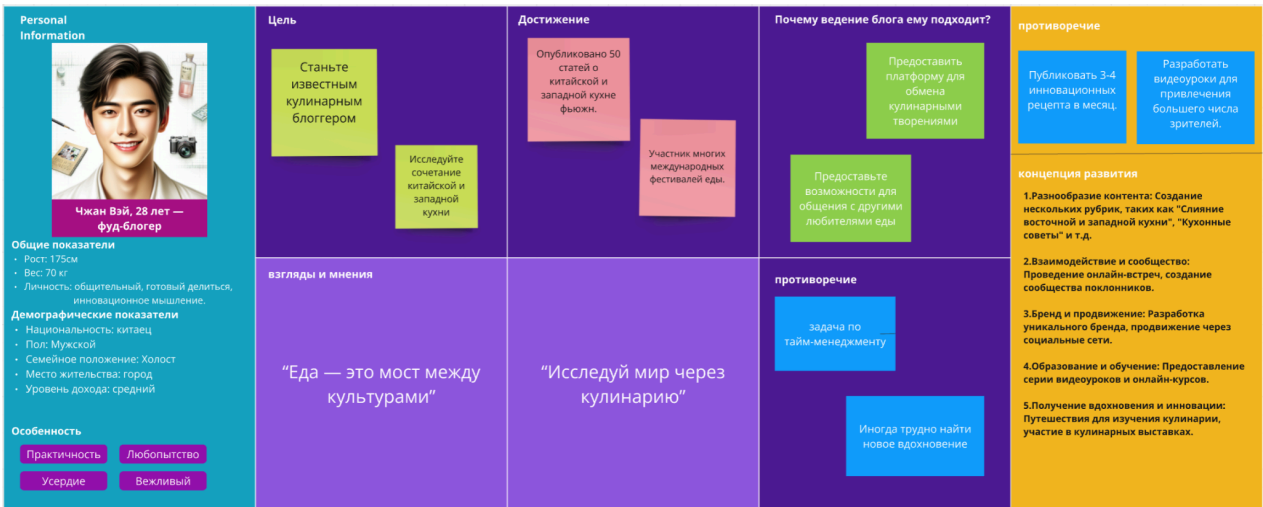 Personal
Information
Чжан Вэй, 28 лет —
фуд-блогер
Общие показатели
• Рост: 175см
• Вес: 70 кг
• Личность: общительный, готовый делиться,
инновационное мышление.
Демографические показатели
• Национальность: китаец
• Пол: Мужской
• Семейное положение: Холост
• Место жительства: город
• Уровень дохода: средний
Особенность
Практичность
Любопытство
Усердие
Вежливый
Цель
Станьте
известным
кулинарным
блоггером
Исследуйте
сочетание
китайской и
западной
кухни
Достижение
Опубликовано 50
статей о
китайской и
западной кухне
фьюжн.
Участник многих
международных
фестивалей еды.
Почему ведение блога ему подходит?
Предоставить
платформу для
обмена
кулинарными
творениями
Предоставьте
возможности для
общения с другими
любителями еды
взгляды и мнения
“Еда — это мост между
культурами”
“Исследуй мир через
кулинарию”
противоречие
задача по
тайм-менеджменту
Иногда трудно найти
новое вдохновение
противоречие
Публиковать 3-4
инновационных
рецепта в месяц.
Разработать
видеоуроки для
привлечения
большего числа
зрителей.
концепция развития
1.Разнообразие контента: Создание
нескольких рубрик, таких как "Слияние
восточной и западной кухни", "Кухонные
советы" и т.д.
2.Взаимодействие и сообщество:
Проведение онлайн-встреч, создание
сообщества поклонников.
3.Бренд и продвижение: Разработка
уникального бренда, продвижение через
социальные сети.
4.Образование и обучение: Предоставление
серии видеоуроков и онлайн-курсов.
5.Получение вдохновения и инновации:
Путешествия для изучения кулинарии,
участие в кулинарных выставках.